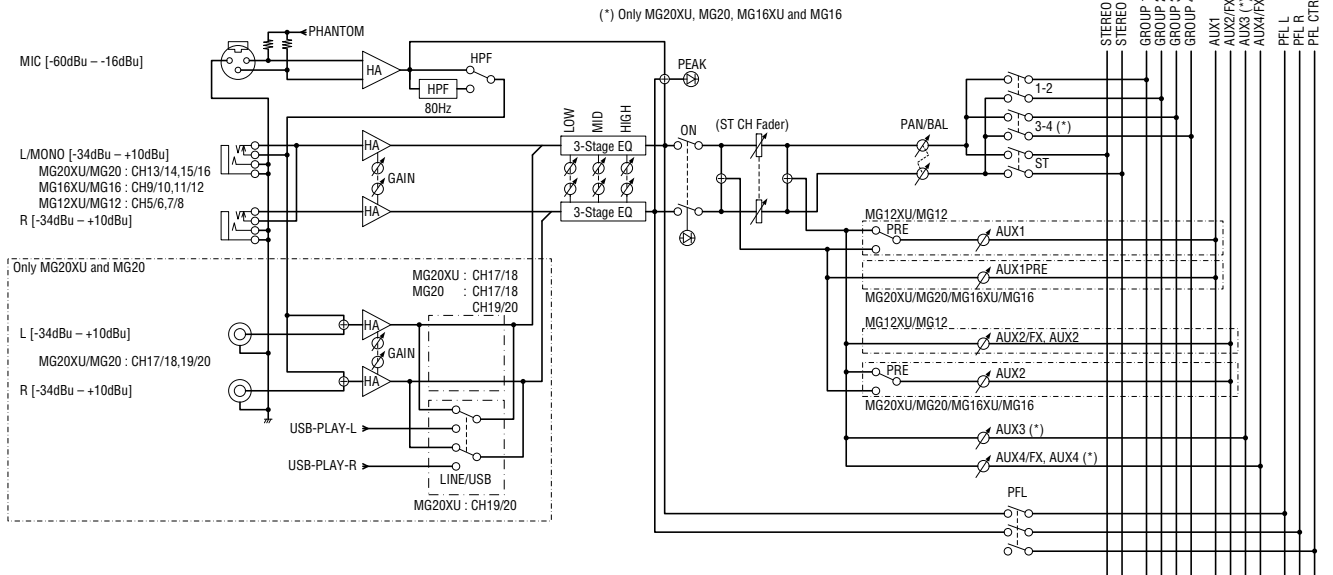 (*) Only MG20XU, MG20, MG16XU and MG16
STEREO
STEREO
GROUP
GROUP
GROUP
GROUP
AUX1
AUX2/FX
AUX3 (*)
AUX4/FX
PFL L
PFL R
PFL CTR
PHANTOM
MIC [-60dBu – -16dBu]
HA
HPF
HPF
80Hz
PEAK
L/MONO [-34dBu – +10dBu]
MG20XU/MG20 : CH13/14,15/16
MG16XU/MG16 : CH9/10,11/12
MG12XU/MG12 : CH5/6,7/8
R [-34dBu – +10dBu]
HA
GAIN
HA
LOW
MID
HIGH
3-Stage EQ
3-Stage EQ
ON
(ST CH Fader)
PAN/BAL
1-2
3-4 (*)
ST
MG12XU/MG12
PRE
AUX1
AUX1PRE
MG20XU/MG20/MG16XU/MG16
MG12XU/MG12
AUX2/FX, AUX2
PRE
AUX2
MG20XU/MG20/MG16XU/MG16
AUX3 (*)
AUX4/FX, AUX4 (*)
PFL
Only MG20XU and MG20
MG20XU : CH17/18
MG20 : CH17/18
CH19/20
L [-34dBu – +10dBu]
MG20XU/MG20 : CH17/18,19/20
R [-34dBu – +10dBu]
HA
GAIN
HA
USB-PLAY-L
USB-PLAY-R
LINE/USB
MG20XU : CH19/20